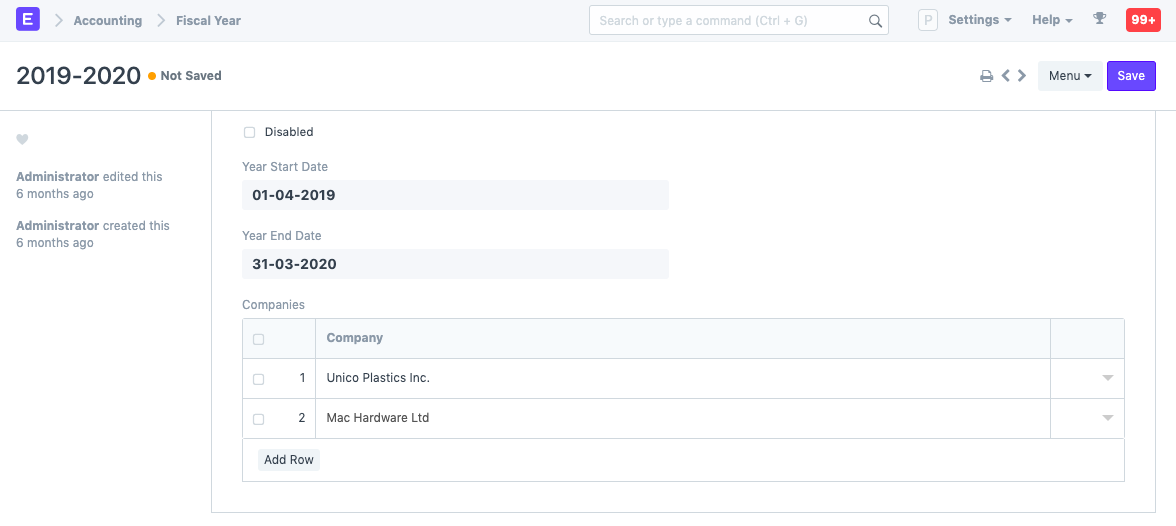 E Accounting Fiscal Year Search or type a command (Ctrl + G) P Settings Help 99+
2019-2020 Not Saved Menu Save
Disabled
Year Start Date
Administrator edited this
6 months ago
01-04-2019
Administrator created this
6 months ago
Year End Date
31-03-2020
Companies
Company
1 Unico Plastics Inc.
2 Mac Hardware Ltd
Add Row